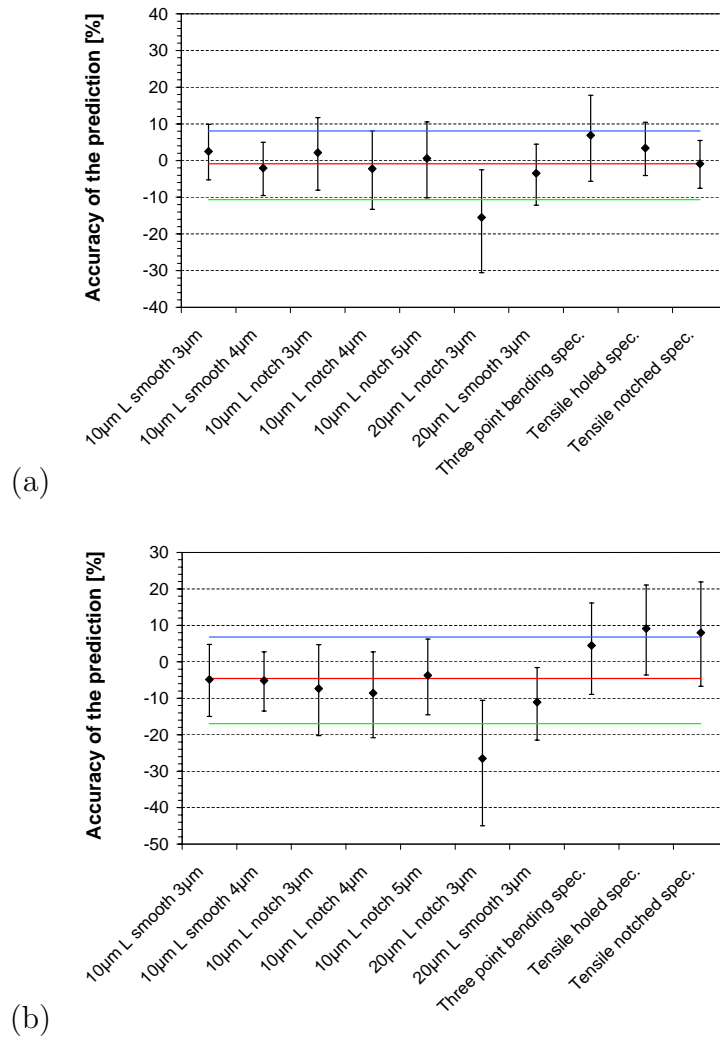 Accuracy of the prediction [%]
40
30
20
10
0
-10
-20
-30
-40
10µm L smooth 3µm
10µm L smooth 4µm
10µm L notch 3µm
10µm L notch 4µm
10µm L notch 5µm
20µm L notch 3µm
20µm L smooth 3µm
Three point bending spec.
Tensile holed spec.
Tensile notched spec.
(a)
Accuracy of the prediction [%]
30
20
10
0
-10
-20
-30
-40
-50
10µm L smooth 3µm
10µm L smooth 4µm
10µm L notch 3µm
10µm L notch 4µm
10µm L notch 5µm
20µm L notch 3µm
20µm L smooth 3µm
Three point bending spec.
Tensile holed spec.
Tensile notched spec.
(b)